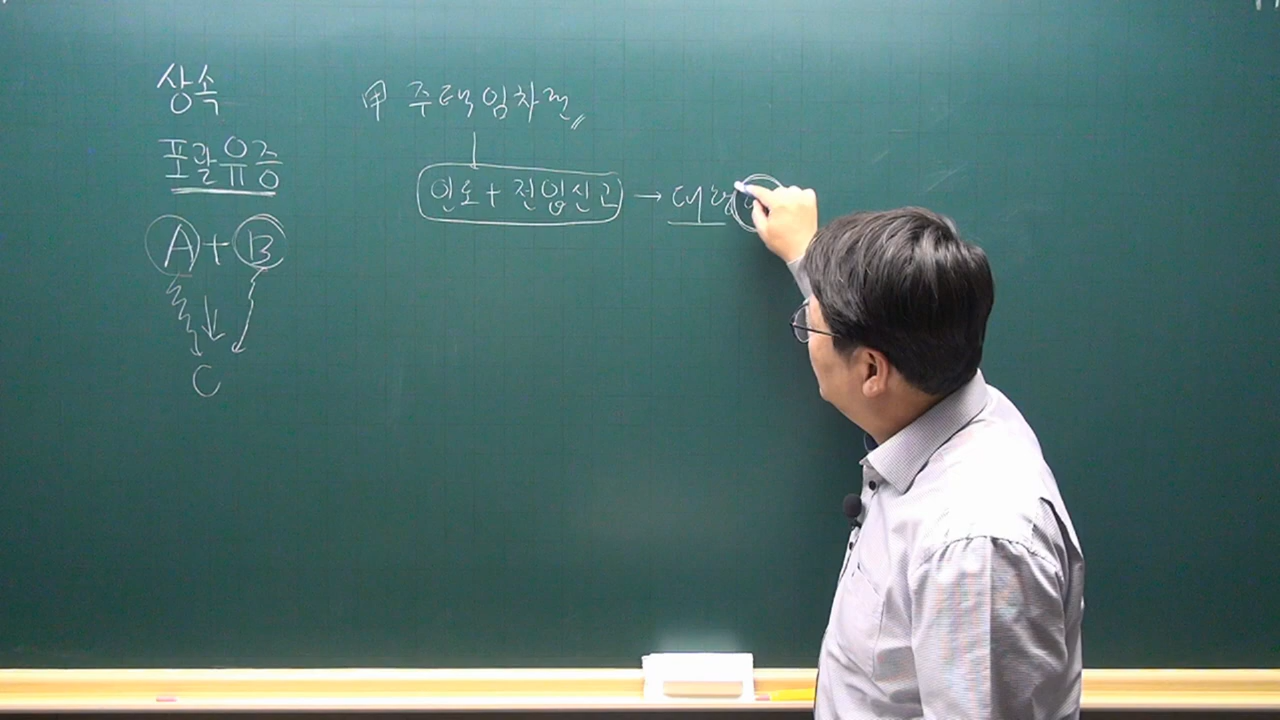 상속
포괄유증
A + B
C
甲 주택임차권
인도 + 전입신고 → 대항